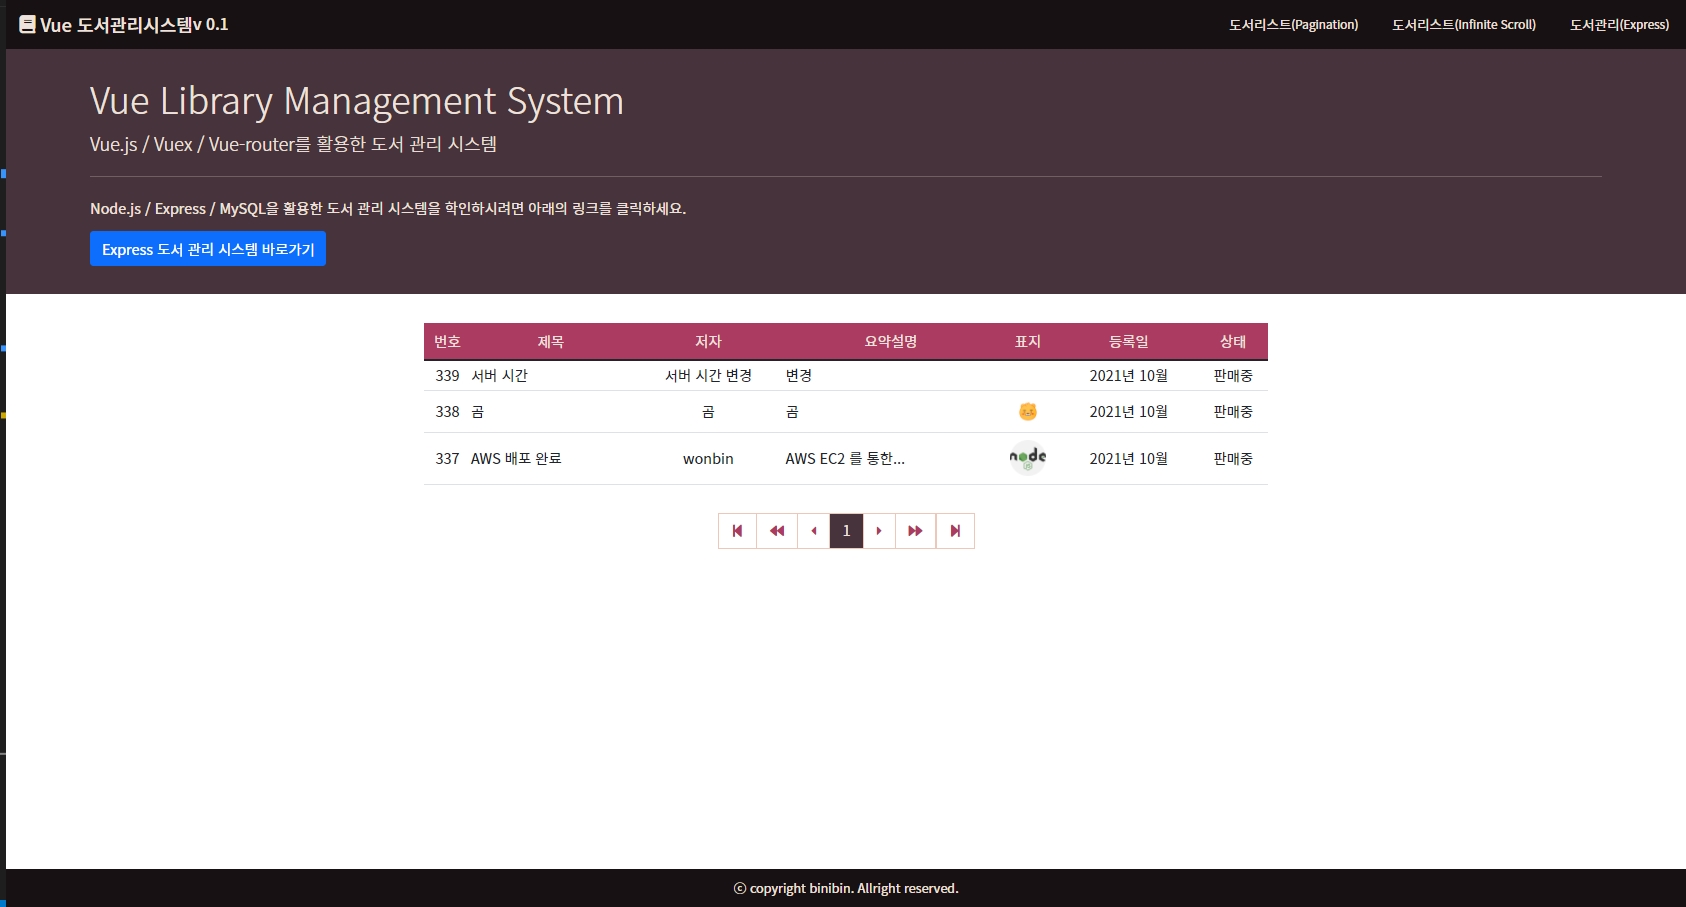 Vue 도서관리시스템v 0.1
도서리스트(Pagination) 도서리스트(Infinite Scroll) 도서관리(Express)
Vue Library Management System
Vue.js / Vuex / Vue-router를 활용한 도서 관리 시스템
Node.js / Express / MySQL을 활용한 도서 관리 시스템을 학인하시려면 아래의 링크를 클릭하세요.
Express 도서 관리 시스템 바로가기
번호 제목 저자 요약설명 표지 등록일 상태
339 서버 시간 서버 시간 변경 변경 2021년 10월 판매중
338 곰 곰 곰 2021년 10월 판매중
337 AWS 배포 완료 wonbin AWS EC2 를 통한... node 2021년 10월 판매중
1
ⓒ copyright binibin. Allright reserved.